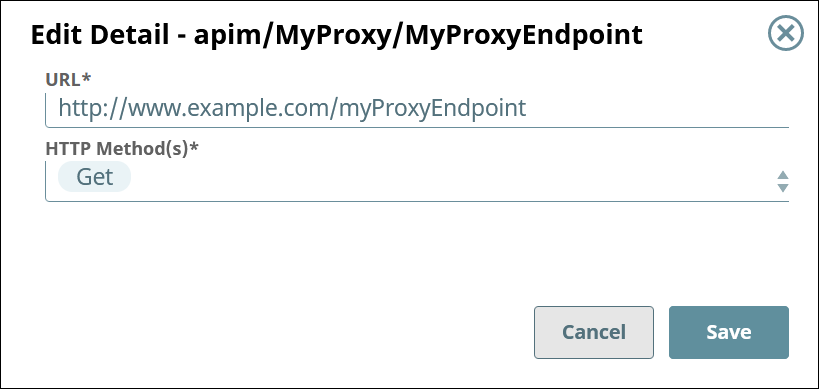 Edit Detail - apim/MyProxy/MyProxyEndpoint
URL*
http://www.example.com/myProxyEndpoint
HTTP Method(s)*
Get
Cancel Save